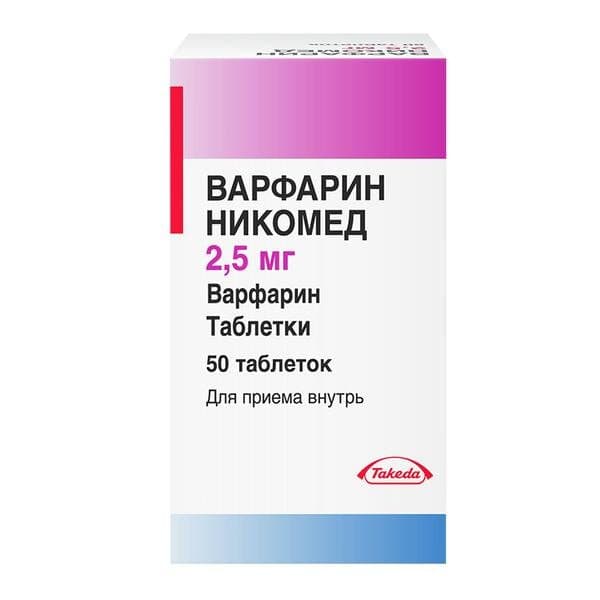 ВАРФАРИН
НИКОМЕД
2,5 мг
Варфарин
Таблетки
50 таблеток
Для приема внутрь
Takeda